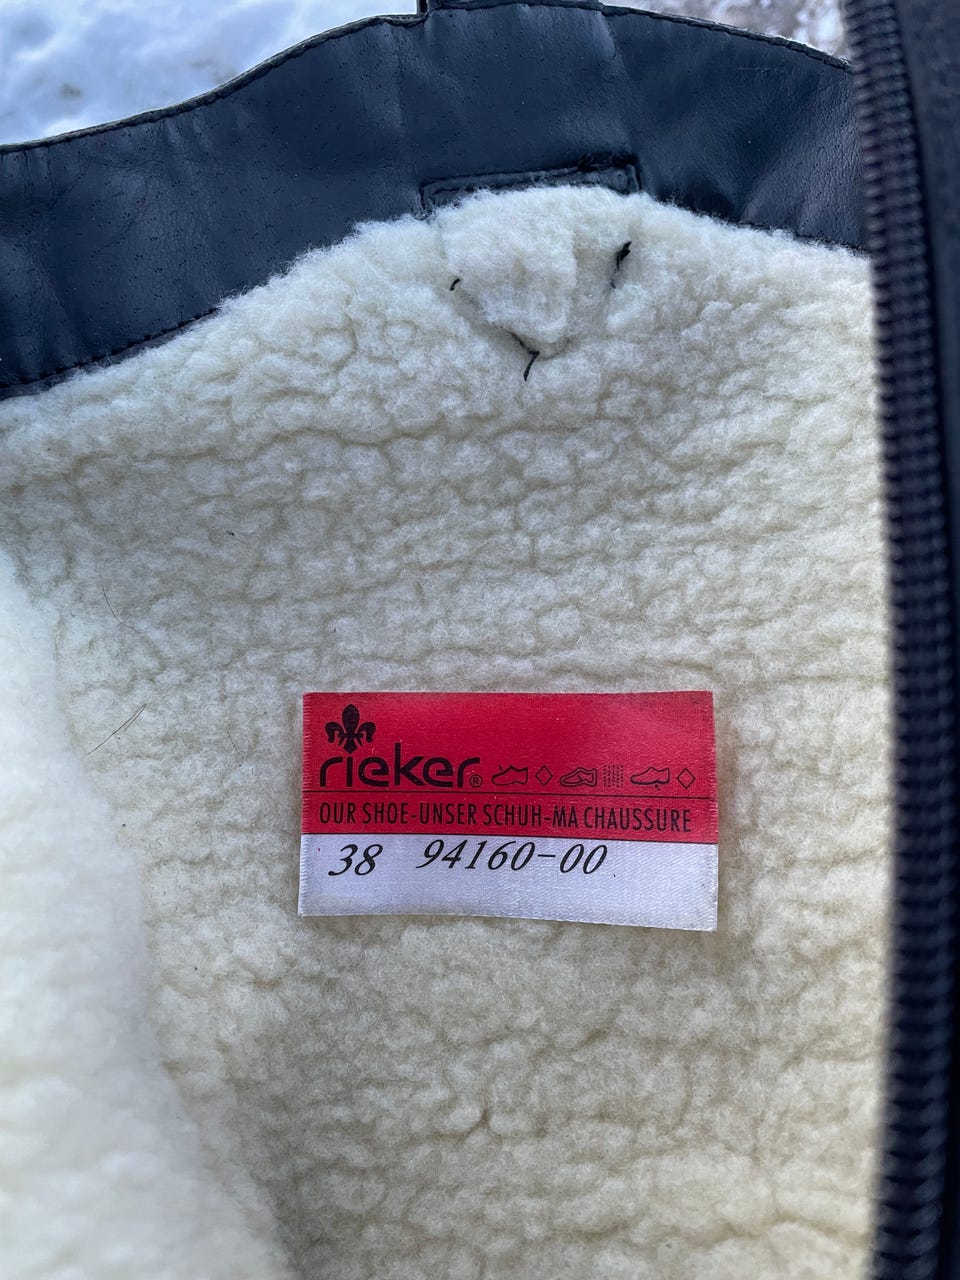 rieker®
OUR SHOE-UNSER SCHUH-MA CHAUSSURE
38 94160-00